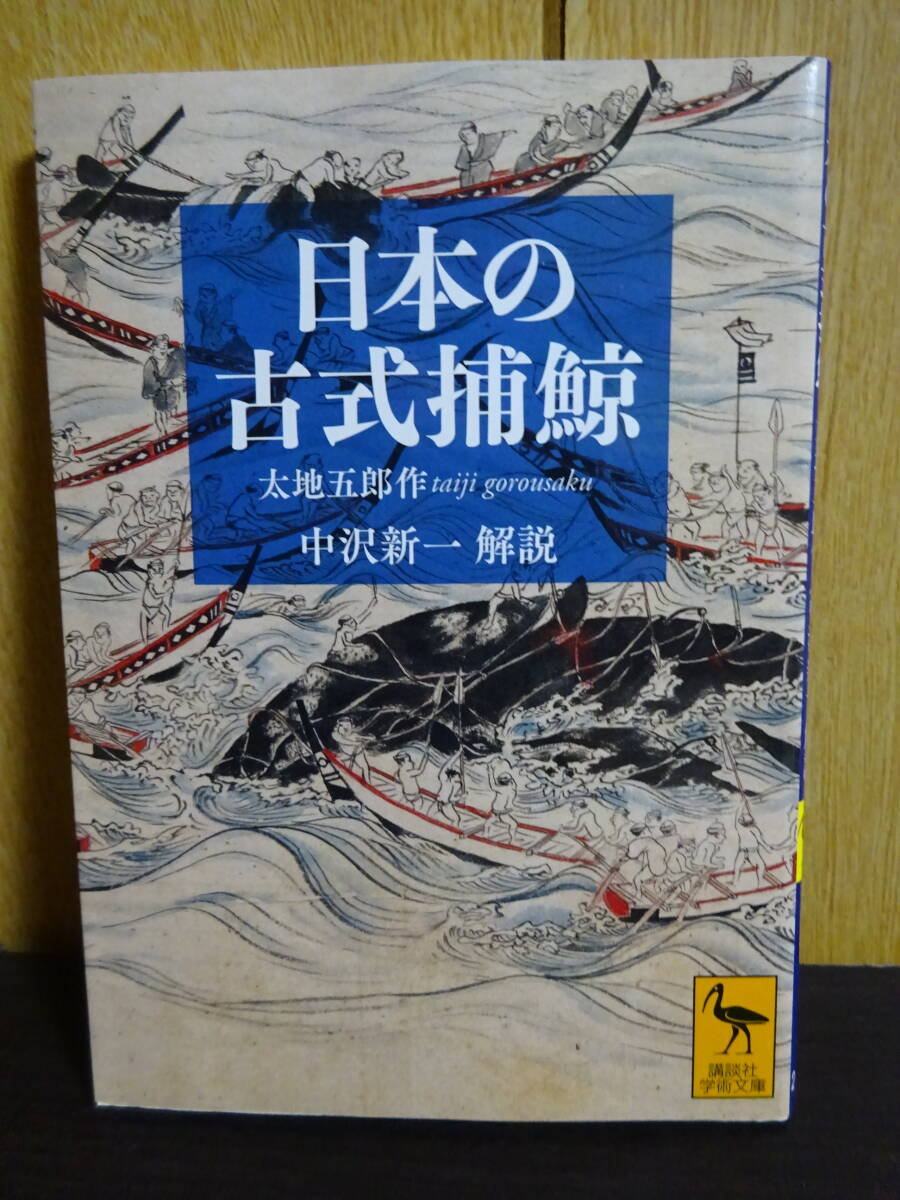 日本の
古式捕鯨
太地五郎作 taiji gorousaku
中沢新一 解説
講談社
学術文庫